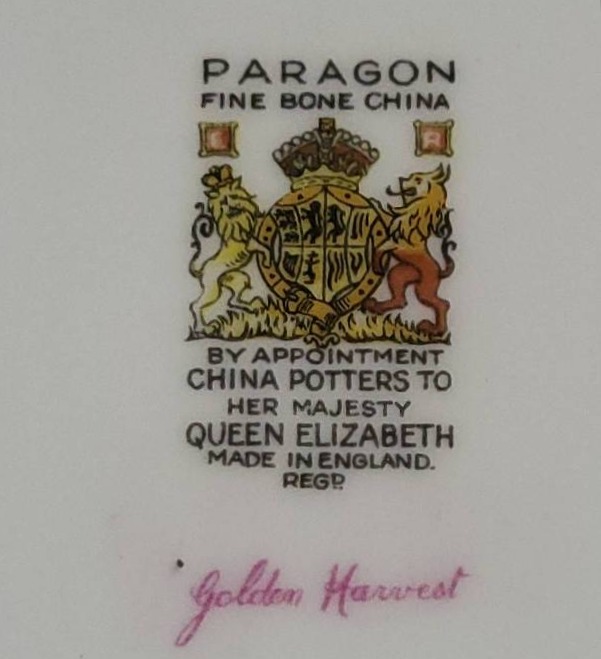 PARAGON
FINE BONE CHINA
E R
BY APPOINTMENT
CHINA POTTERS TO
HER MAJESTY
QUEEN ELIZABETH
MADE IN ENGLAND.
REGD
Golden Harvest